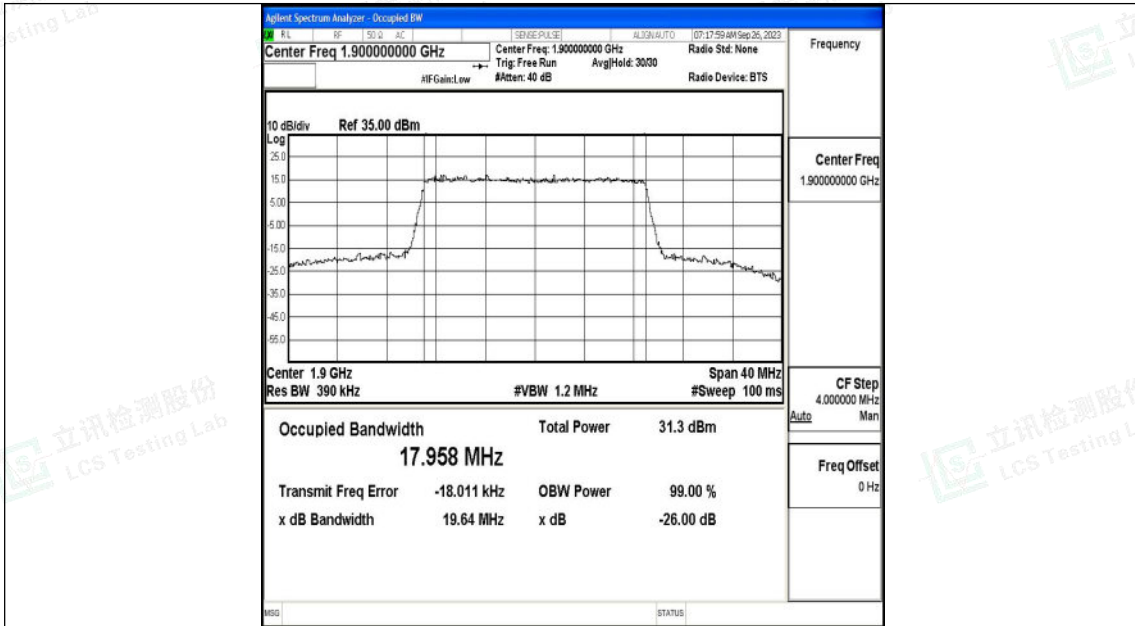 Agilent Spectrum Analyzer - Occupied BW
RL RF 50 Ω AC SENSE:PULSE ALIGNAUTO 07:17:59 AM Sep 26, 2023
Center Freq 1.900000000 GHz
Center Freq: 1.900000000 GHz
Radio Std: None
Trig: Free Run Avg|Hold: 30/30
#IFGain:Low #Atten: 40 dB Radio Device: BTS
Frequency
10 dB/div Ref 35.00 dBm
Log
25.0
15.0
5.00
-5.00
-15.0
-25.0
-35.0
-45.0
-55.0
Center Freq
1.900000000 GHz
Center 1.9 GHz Span 40 MHz
Res BW 390 kHz #VBW 1.2 MHz #Sweep 100 ms
CF Step
4.000000 MHz
Auto Man
Occupied Bandwidth Total Power 31.3 dBm
17.958 MHz
Transmit Freq Error -18.011 kHz OBW Power 99.00 %
x dB Bandwidth 19.64 MHz x dB -26.00 dB
Freq Offset
0 Hz
MSG STATUS
立讯检测股份
LCS Testing Lab
立讯检测股份
LCS Testing L
sting Lab